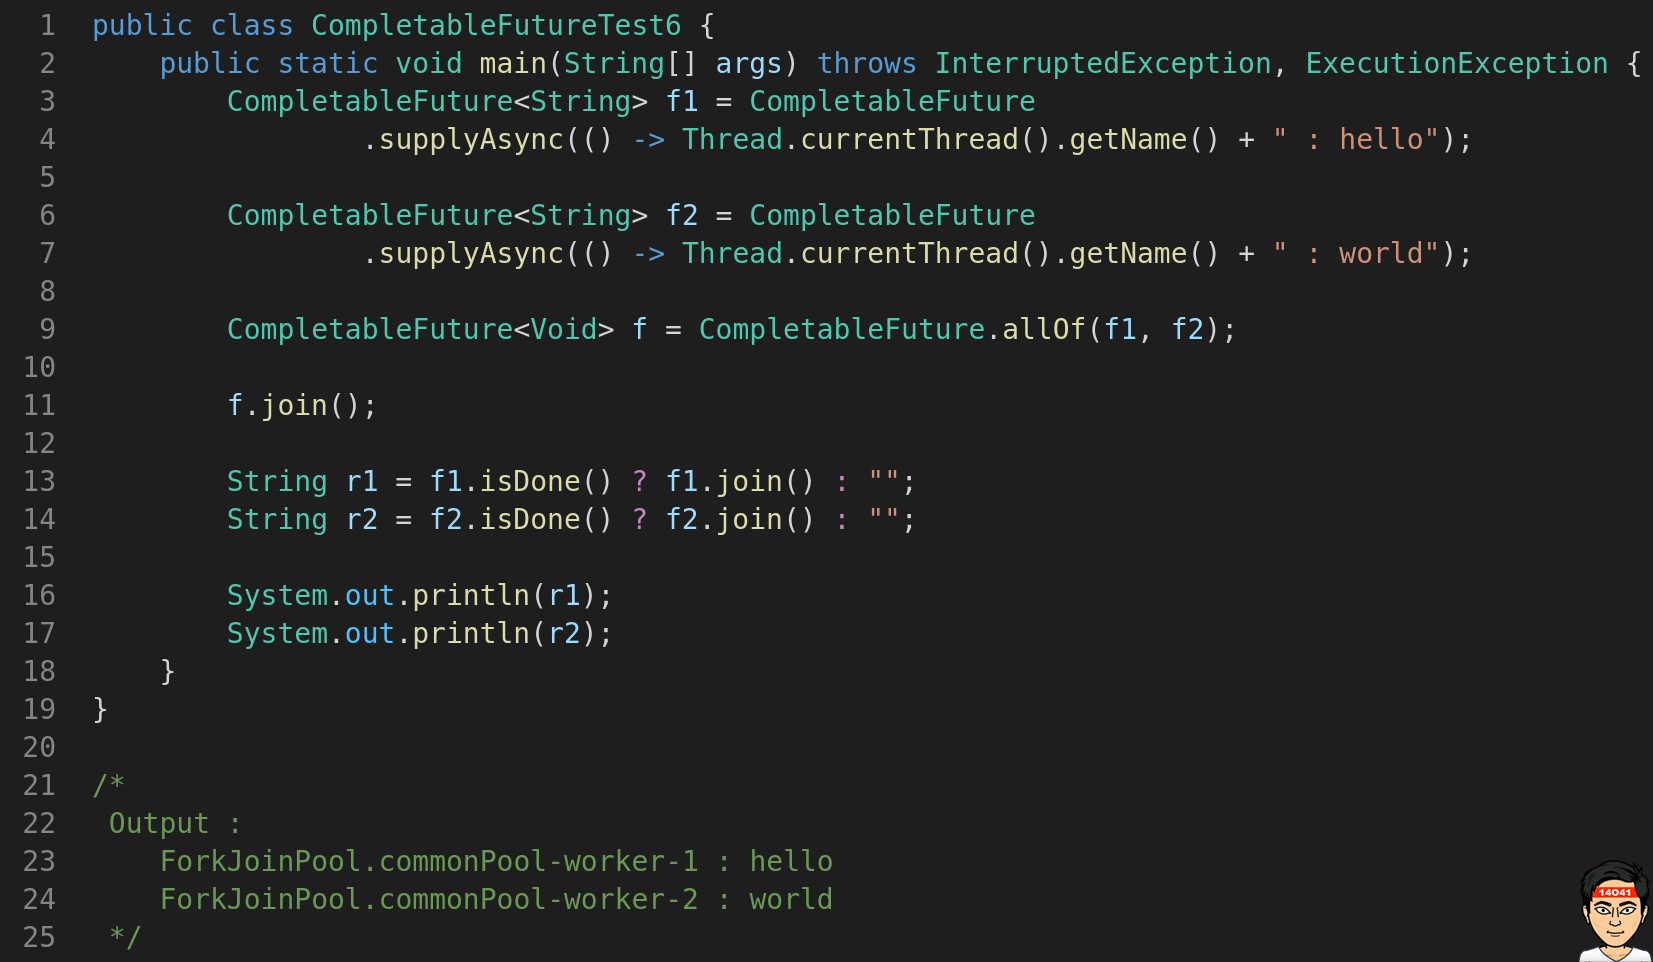 1 public class CompletableFutureTest6 {
2     public static void main(String[] args) throws InterruptedException, ExecutionException {
3         CompletableFuture<String> f1 = CompletableFuture
4                 .supplyAsync(() -> Thread.currentThread().getName() + " : hello");
5
6         CompletableFuture<String> f2 = CompletableFuture
7                 .supplyAsync(() -> Thread.currentThread().getName() + " : world");
8
9         CompletableFuture<Void> f = CompletableFuture.allOf(f1, f2);
10
11         f.join();
12
13         String r1 = f1.isDone() ? f1.join() : "";
14         String r2 = f2.isDone() ? f2.join() : "";
15
16         System.out.println(r1);
17         System.out.println(r2);
18     }
19 }
20
21 /*
22  Output :
23     ForkJoinPool.commonPool-worker-1 : hello
24     ForkJoinPool.commonPool-worker-2 : world
25  */
14041